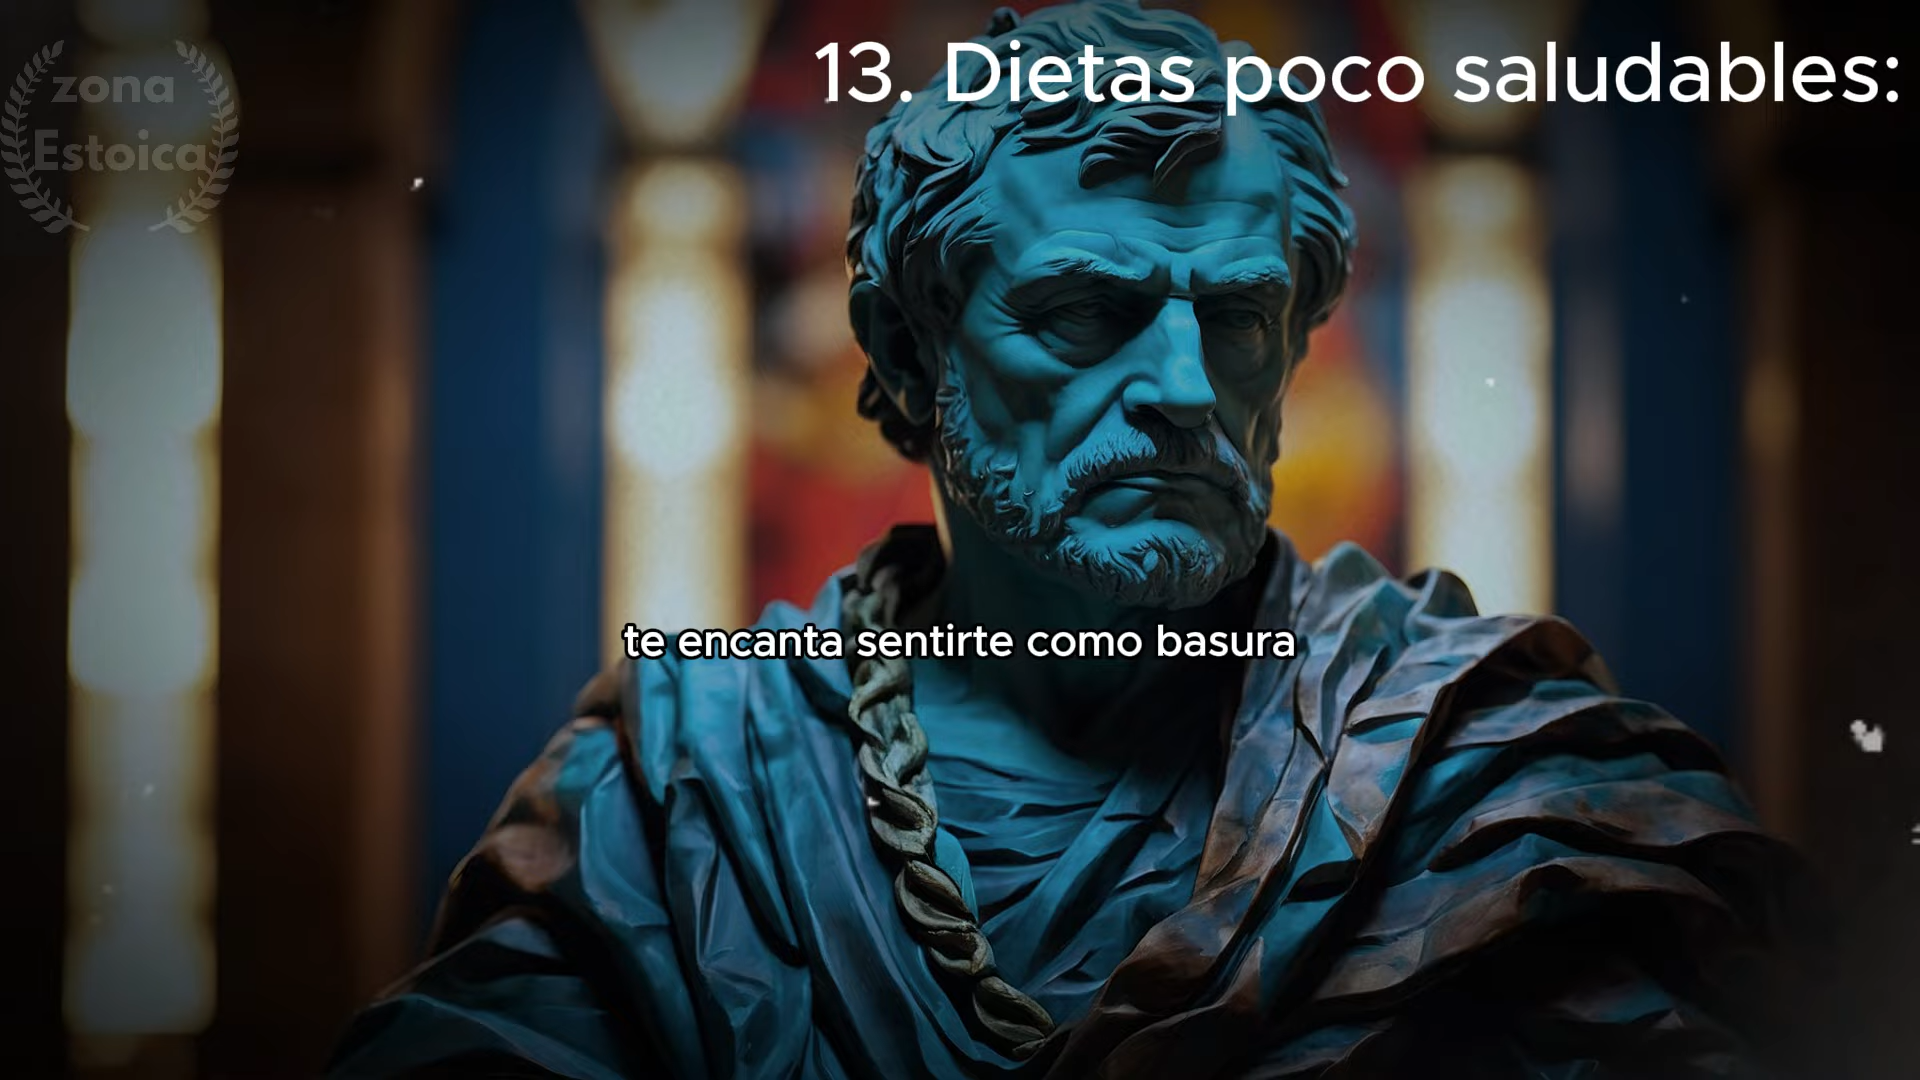 zona
Estoica
13. Dietas poco saludables:
te encanta sentirte como basura